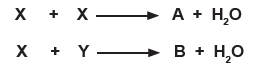 X + X ⟶ A + H₂O
X + Y ⟶ B + H₂O